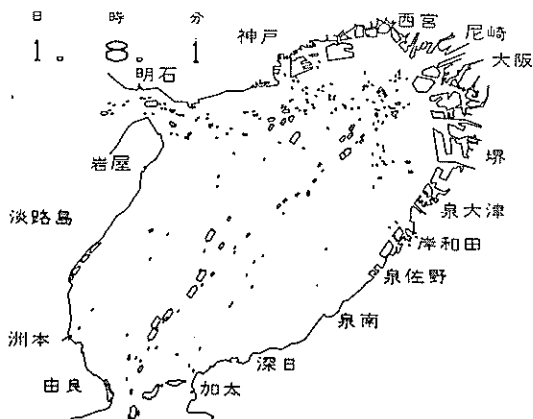 日 時 分
1. 8. 1
神戸
西宮
尼崎
大阪
明石
堺
岩屋
泉大津
淡路島
岸和田
泉佐野
泉南
洲本
深日
由良
加太